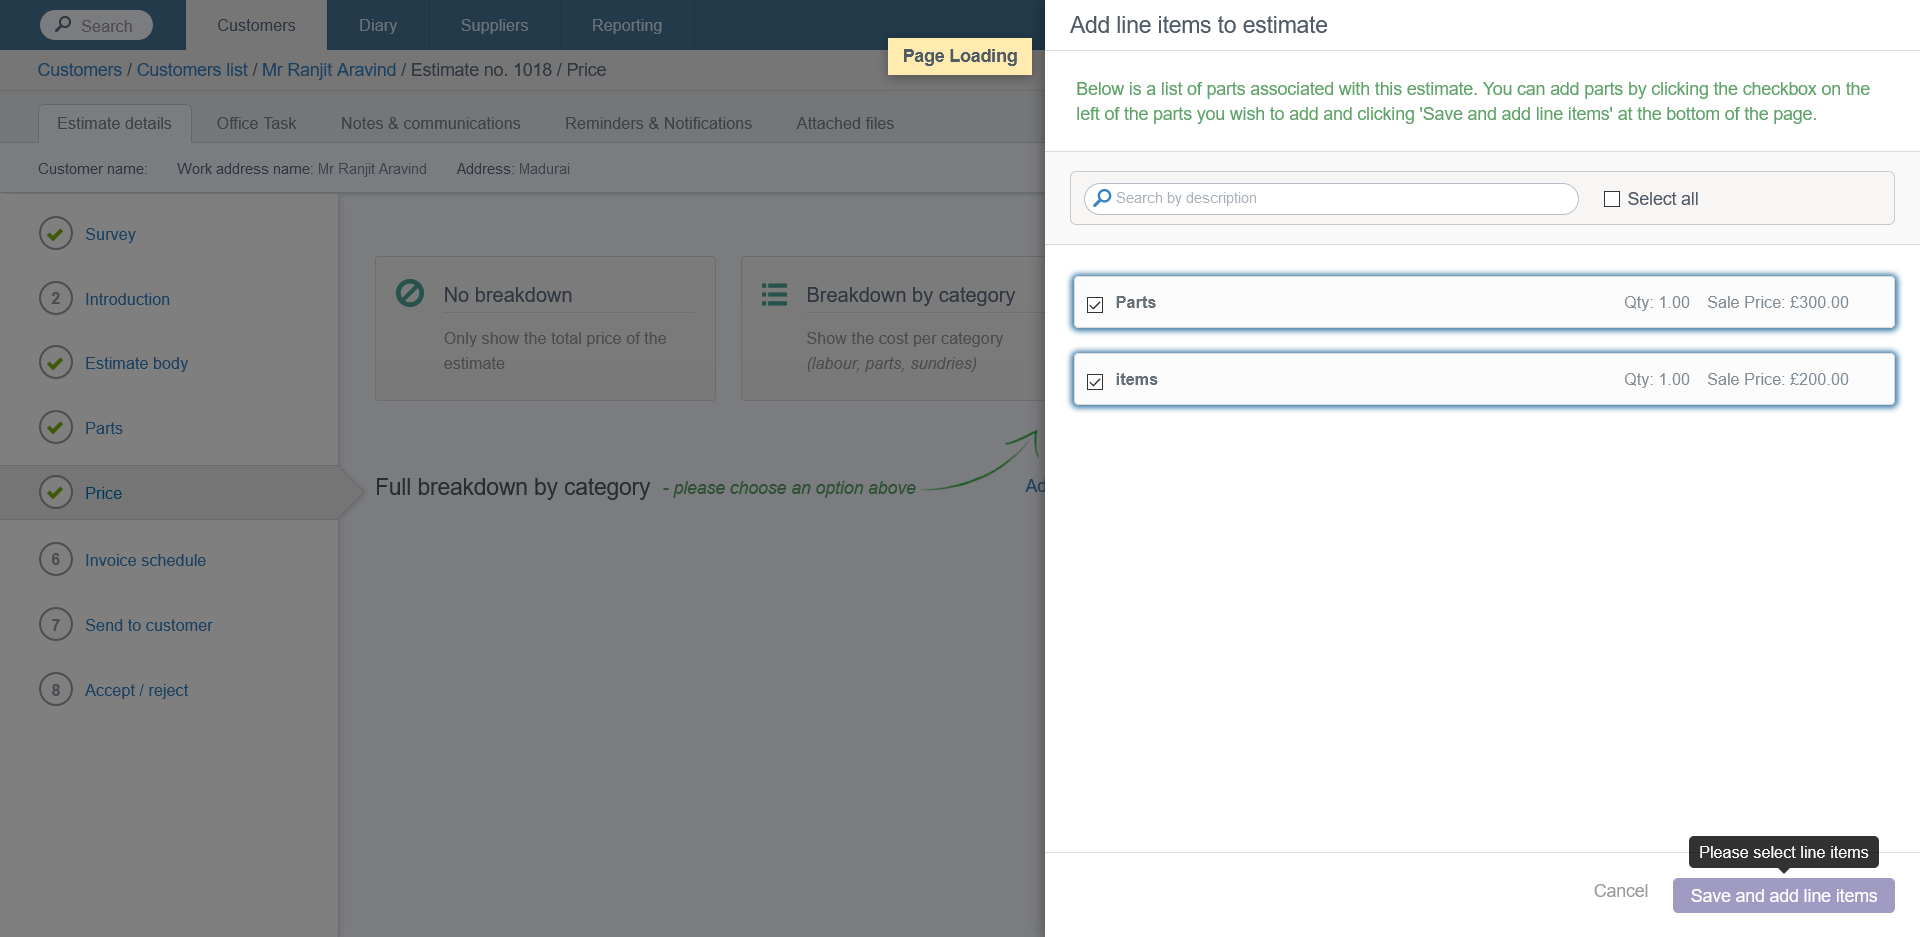 Search
Customers
Diary
Suppliers
Reporting
Customers / Customers list / Mr Ranjit Aravind / Estimate no. 1018 / Price
Page Loading
Estimate details
Office Task
Notes & communications
Reminders & Notifications
Attached files
Customer name:
Work address name: Mr Ranjit Aravind
Address: Madurai
Survey
2 Introduction
Estimate body
Parts
Price
6 Invoice schedule
7 Send to customer
8 Accept / reject
No breakdown
Only show the total price of the
estimate
Breakdown by category
Show the cost per category
(labour, parts, sundries)
Full breakdown by category - please choose an option above
Ad
Add line items to estimate
Below is a list of parts associated with this estimate. You can add parts by clicking the checkbox on the
left of the parts you wish to add and clicking 'Save and add line items' at the bottom of the page.
Search by description
Select all
Parts Qty: 1.00 Sale Price: £300.00
items Qty: 1.00 Sale Price: £200.00
Please select line items
Cancel
Save and add line items